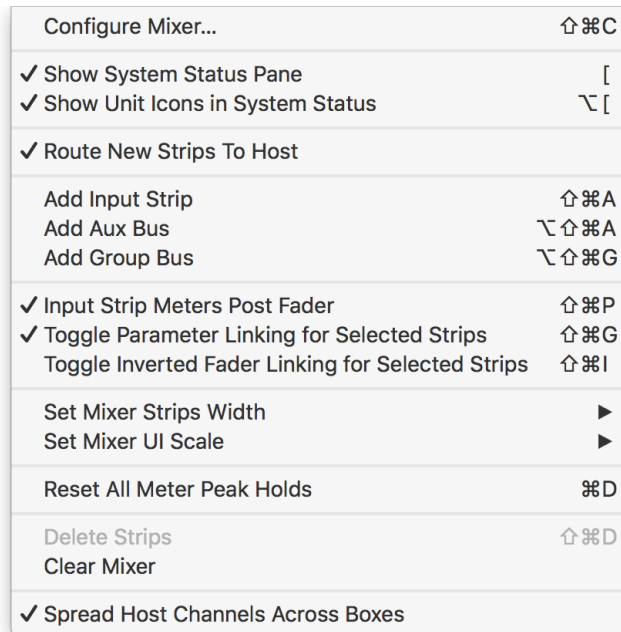 Configure Mixer... ⇧⌘C
✓ Show System Status Pane [
✓ Show Unit Icons in System Status ⌥[
✓ Route New Strips To Host
Add Input Strip ⇧⌘A
Add Aux Bus ⌥⇧⌘A
Add Group Bus ⌥⇧⌘G
✓ Input Strip Meters Post Fader ⇧⌘P
✓ Toggle Parameter Linking for Selected Strips ⇧⌘G
Toggle Inverted Fader Linking for Selected Strips ⇧⌘I
Set Mixer Strips Width ▶
Set Mixer UI Scale ▶
Reset All Meter Peak Holds ⌘D
Delete Strips ⇧⌘D
Clear Mixer
✓ Spread Host Channels Across Boxes